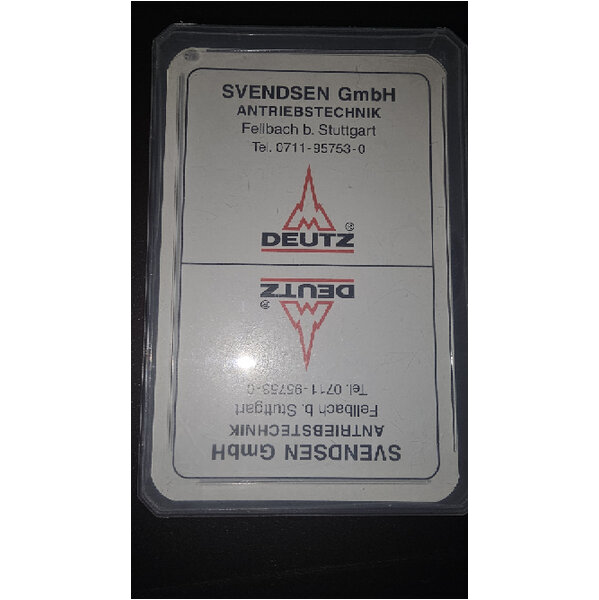 SVENDSEN GmbH
ANTRIEBSTECHNIK
Fellbach b. Stuttgart
Tel. 0711-95753-0
DEUTZ®
DEUTZ®
Tel. 0711-95753-0
Fellbach b. Stuttgart
ANTRIEBSTECHNIK
SVENDSEN GmbH